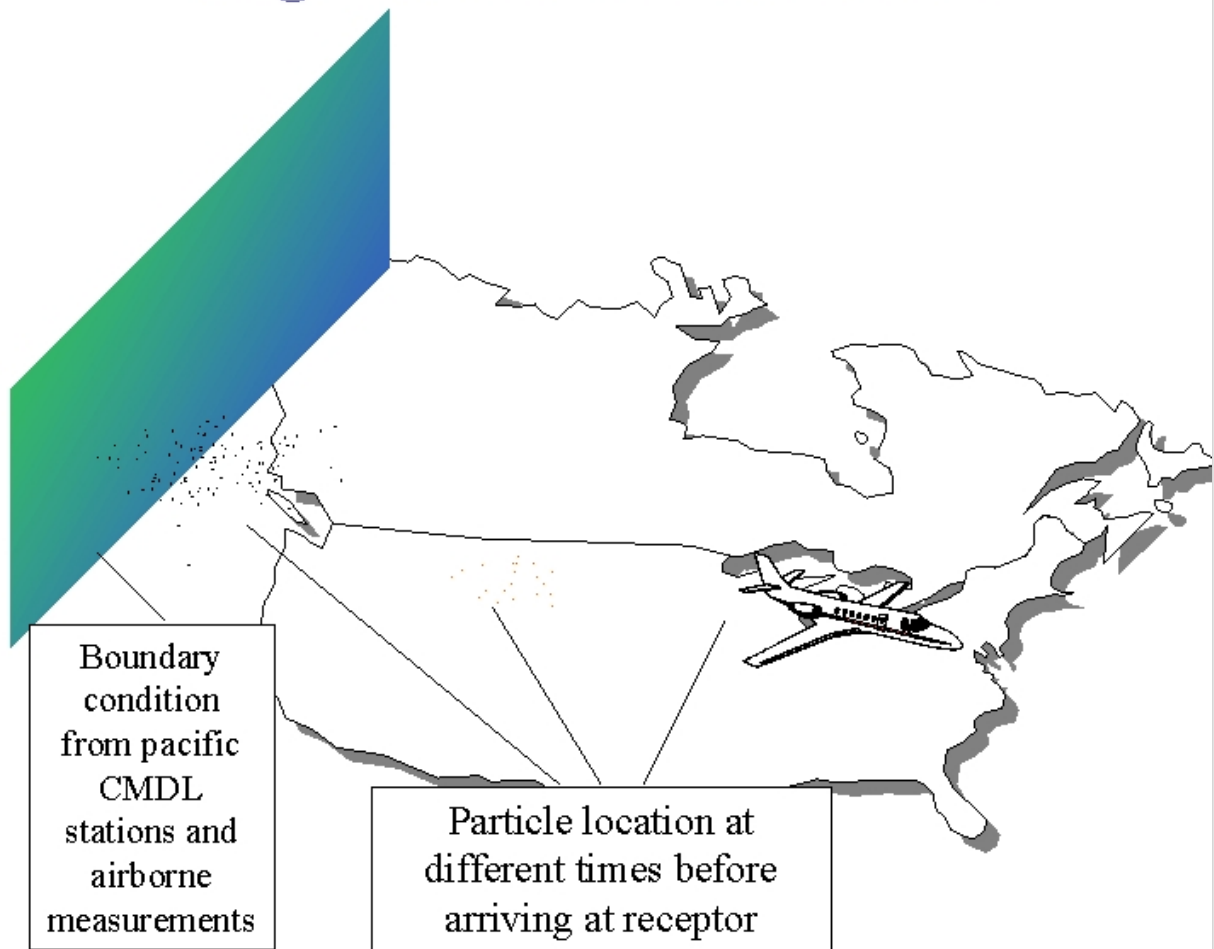 Boundary
condition
from pacific
CMDL
stations and
airborne
measurements
Particle location at
different times before
arriving at receptor